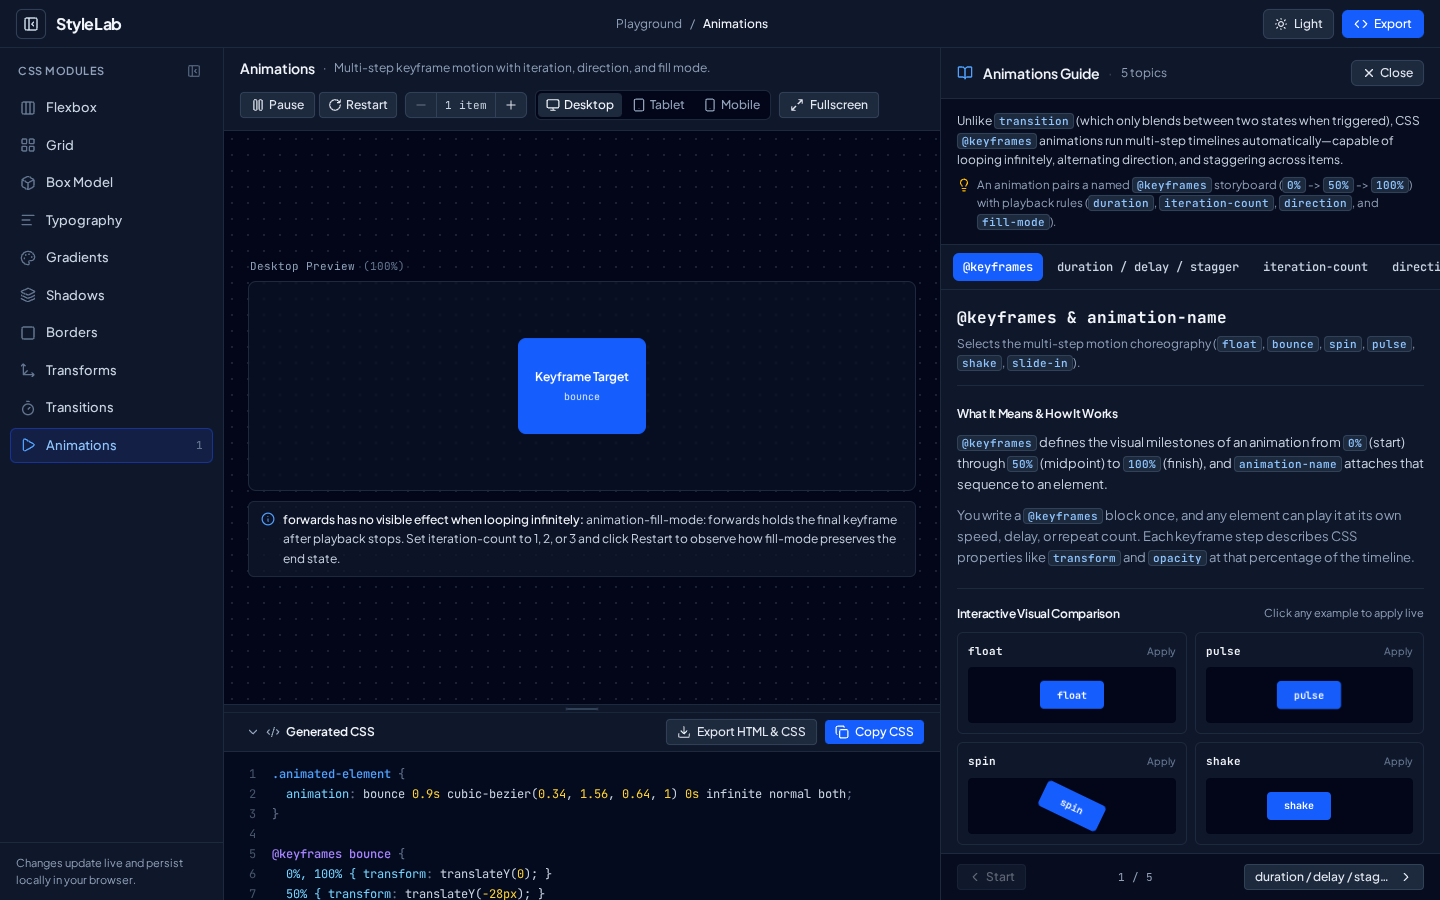 StyleLab
Playground / Animations
Light
Export
CSS MODULES
Flexbox
Grid
Box Model
Typography
Gradients
Shadows
Borders
Transforms
Transitions
Animations 1
Changes update live and persist
locally in your browser.
Animations · Multi-step keyframe motion with iteration, direction, and fill mode.
Pause
Restart
1 item
Desktop
Tablet
Mobile
Fullscreen
Desktop Preview (100%)
Keyframe Target
bounce
forwards has no visible effect when looping infinitely: animation-fill-mode: forwards holds the final keyframe
after playback stops. Set iteration-count to 1, 2, or 3 and click Restart to observe how fill-mode preserves the
end state.
Generated CSS
Export HTML & CSS
Copy CSS
1 .animated-element {
2 animation: bounce 0.9s cubic-bezier(0.34, 1.56, 0.64, 1) 0s infinite normal both;
3 }
4
5 @keyframes bounce {
6 0%, 100% { transform: translateY(0); }
7 50% { transform: translateY(-28px); }
Animations Guide · 5 topics
Close
Unlike transition (which only blends between two states when triggered), CSS
@keyframes animations run multi-step timelines automatically—capable of
looping infinitely, alternating direction, and staggering across items.
An animation pairs a named @keyframes storyboard (0% -> 50% -> 100%)
with playback rules (duration, iteration-count, direction, and
fill-mode).
@keyframes
duration / delay / stagger
iteration-count
directi
@keyframes & animation-name
Selects the multi-step motion choreography (float, bounce, spin, pulse,
shake, slide-in).
What It Means & How It Works
@keyframes defines the visual milestones of an animation from 0% (start)
through 50% (midpoint) to 100% (finish), and animation-name attaches that
sequence to an element.
You write a @keyframes block once, and any element can play it at its own
speed, delay, or repeat count. Each keyframe step describes CSS
properties like transform and opacity at that percentage of the timeline.
Interactive Visual Comparison
Click any example to apply live
float Apply
float
pulse Apply
pulse
spin Apply
spin
shake Apply
shake
Start
1 / 5
duration / delay / stag...